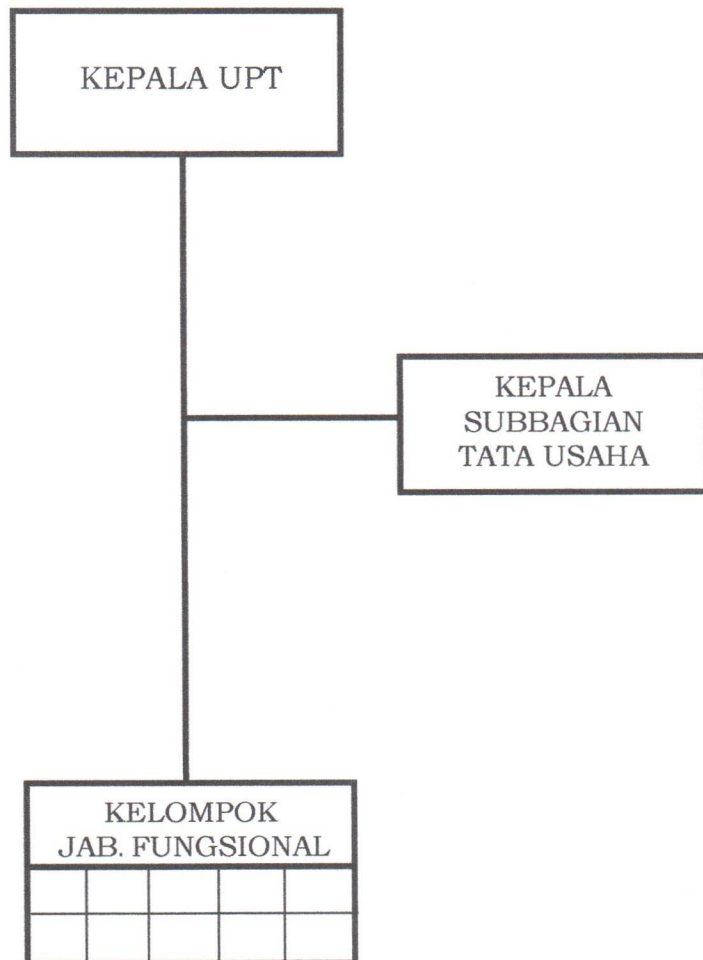 KEPALA UPT
KEPALA
SUBBAGIAN
TATA USAHA
KELOMPOK
JAB. FUNGSIONAL